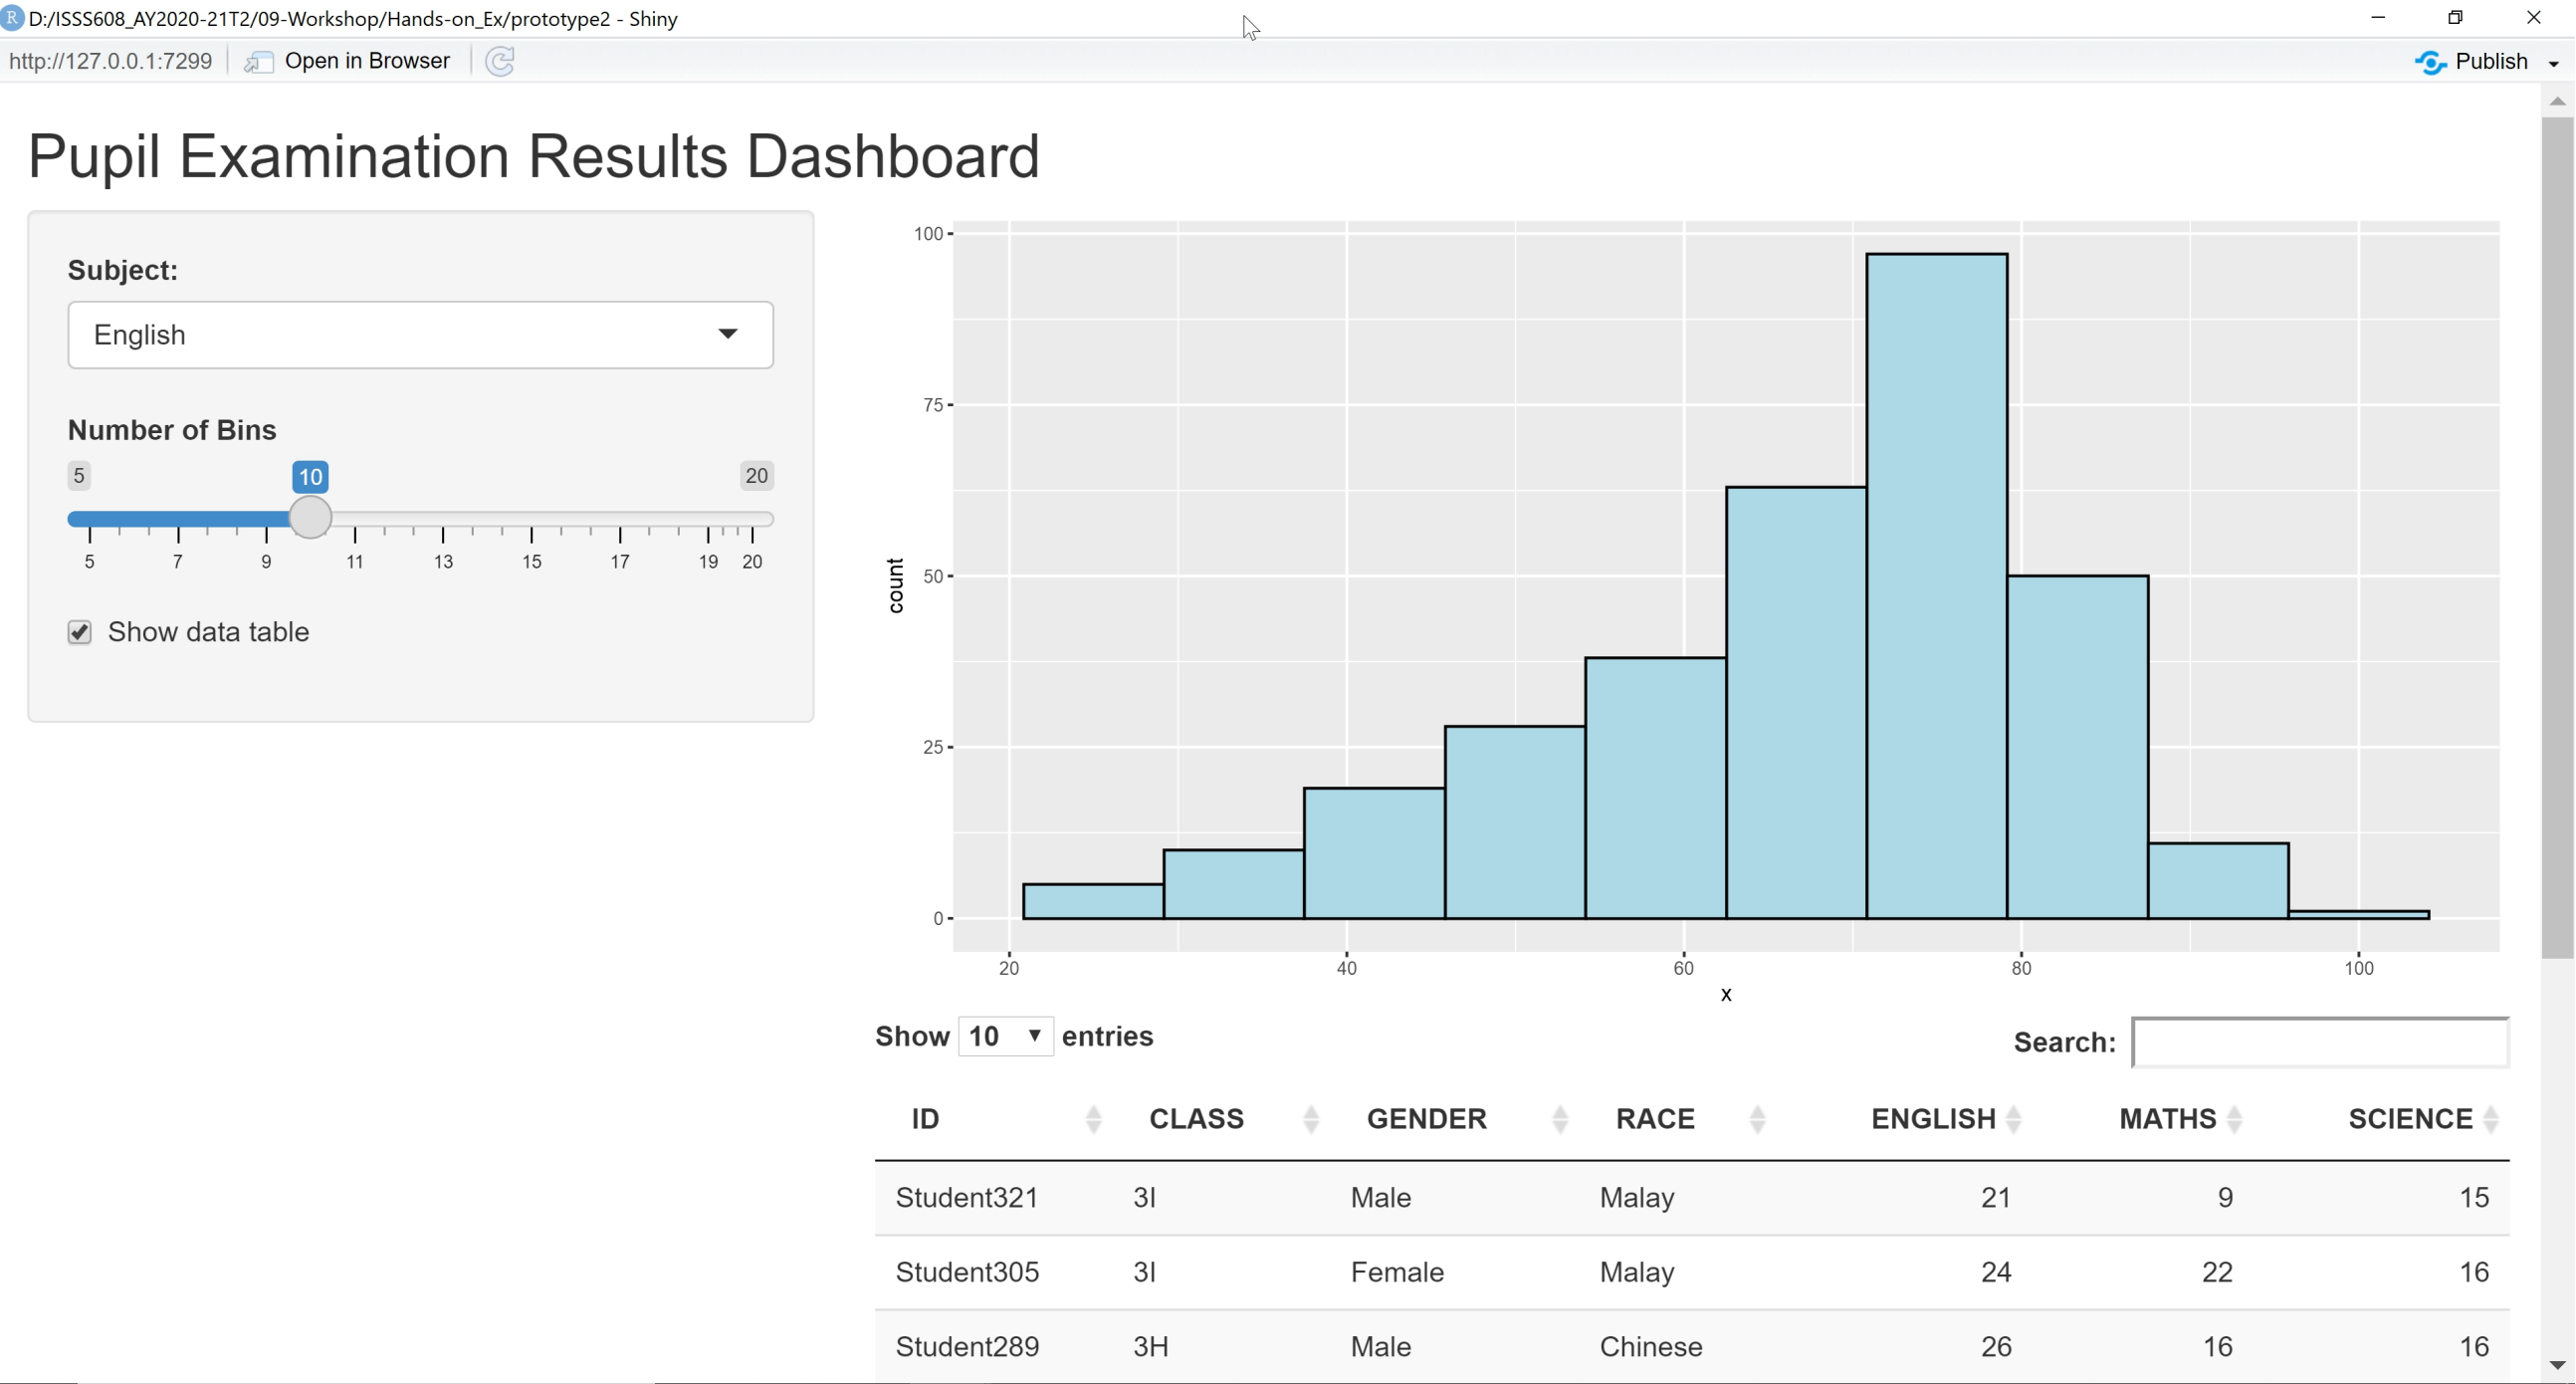 R D:/ISSS608_AY2020-21T2/09-Workshop/Hands-on_Ex/prototype2 - Shiny
http://127.0.0.1:7299 Open in Browser Publish
Pupil Examination Results Dashboard
Subject:
English
Number of Bins
5 10 20
5 7 9 11 13 15 17 19 20
Show data table
100
75
50
25
0
count
20 40 60 80 100
x
Show 10 entries Search:
ID CLASS GENDER RACE ENGLISH MATHS SCIENCE
Student321 3I Male Malay 21 9 15
Student305 3I Female Malay 24 22 16
Student289 3H Male Chinese 26 16 16